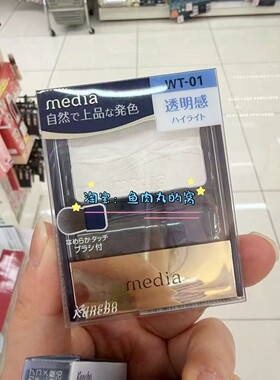 media
自然で上品な発色
WT-01
透明感
ハイライト
淘宝：鱼肉丸的窝
なめらかタッチ
ブラシ付
media
Kanebo